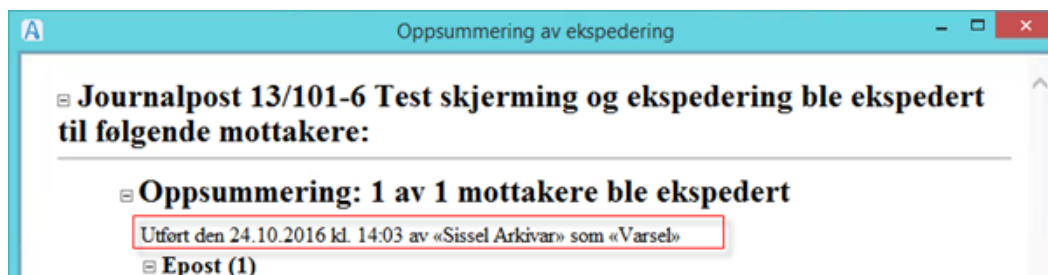 Oppsummering av ekspedering
Journalpost 13/101-6 Test skjerming og ekspedering ble ekspedert
til følgende mottakere:
Oppsummering: 1 av 1 mottakere ble ekspedert
Utført den 24.10.2016 kl. 14:03 av «Sissel Arkivar» som «Varsel»
Epost (1)